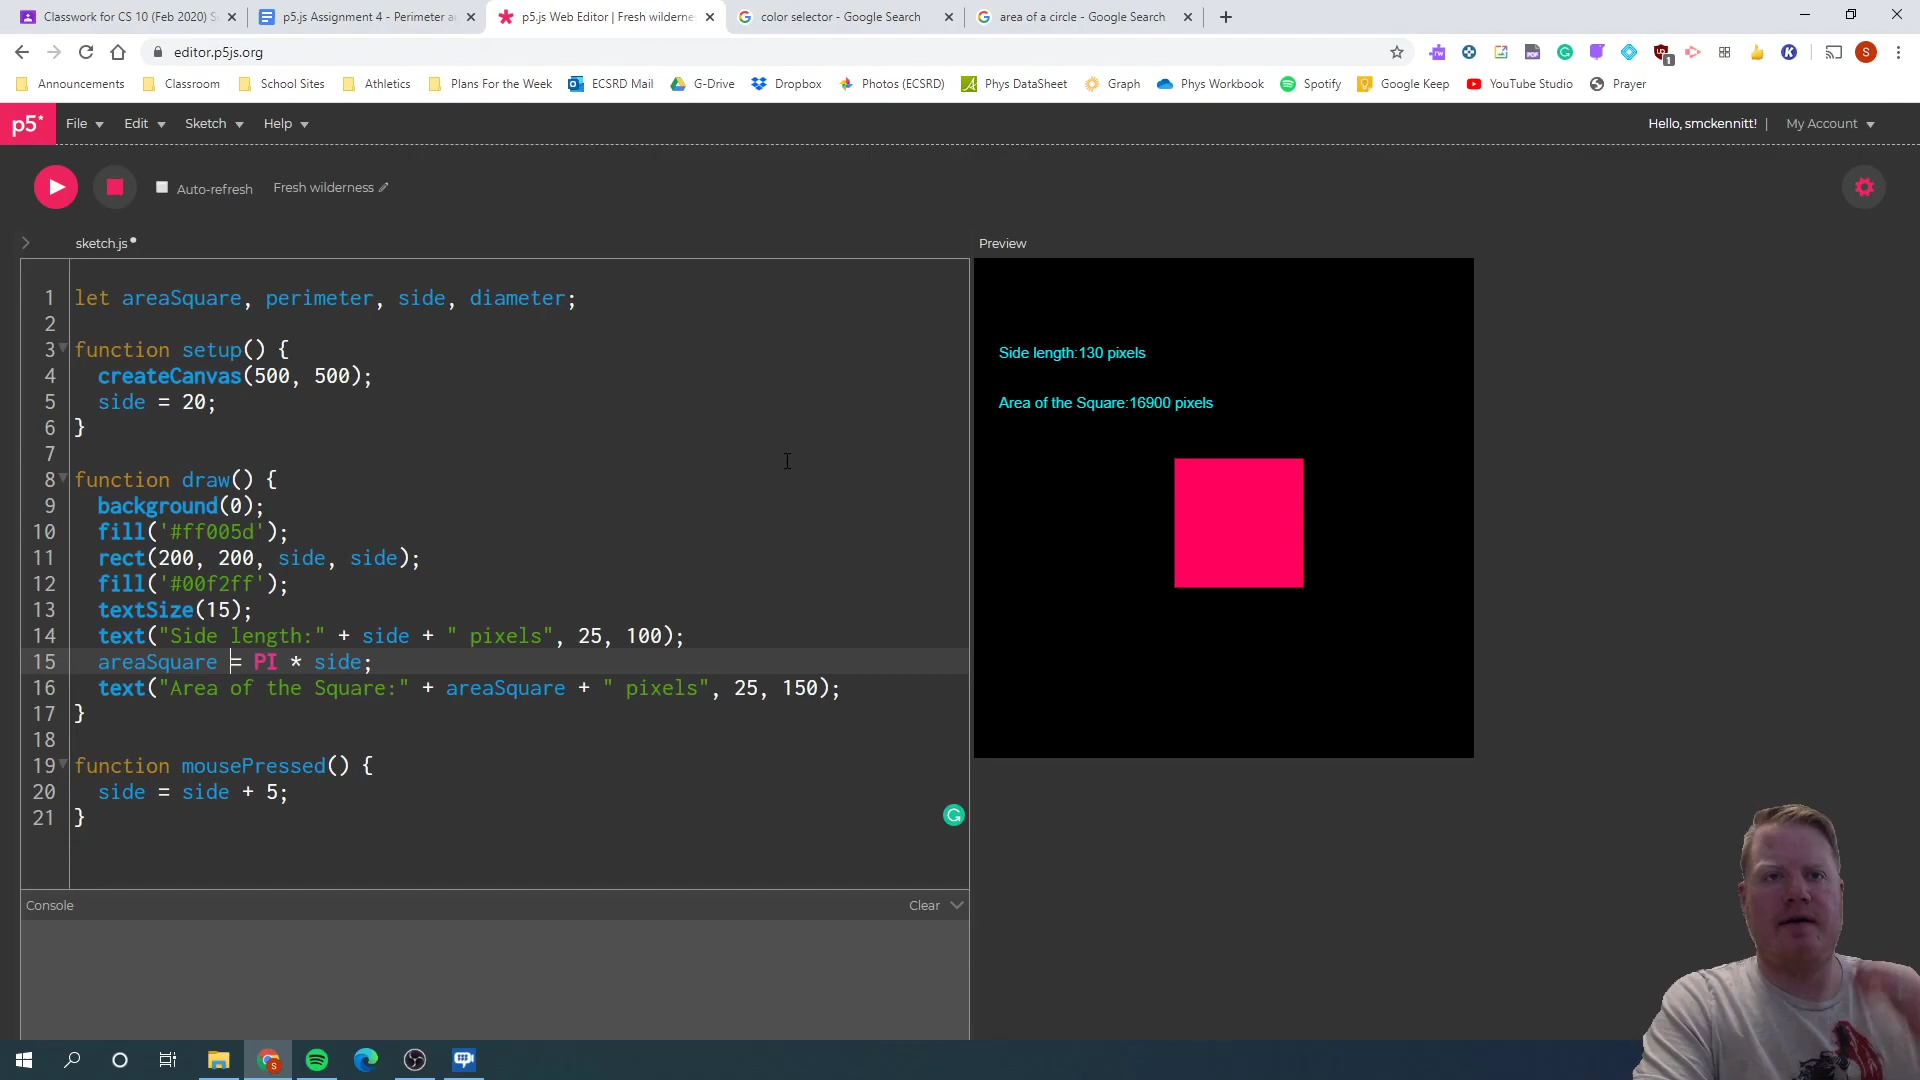 Classwork for CS 10 (Feb 2020) S
p5.js Assignment 4 - Perimeter a
p5.js Web Editor | Fresh wilderne
color selector - Google Search
area of a circle - Google Search
editor.p5js.org
Announcements
Classroom
School Sites
Athletics
Plans For the Week
ECSRD Mail
G-Drive
Dropbox
Photos (ECSRD)
Phys DataSheet
Graph
Phys Workbook
Spotify
Google Keep
YouTube Studio
Prayer
p5*
File
Edit
Sketch
Help
Hello, smckennitt! |
My Account
Auto-refresh
Fresh wilderness
sketch.js
Preview
1 let areaSquare, perimeter, side, diameter;
2
3 function setup() {
4 createCanvas(500, 500);
5 side = 20;
6 }
7
8 function draw() {
9 background(0);
10 fill('#ff005d');
11 rect(200, 200, side, side);
12 fill('#00f2ff');
13 textSize(15);
14 text("Side length:" + side + " pixels", 25, 100);
15 areaSquare = PI * side;
16 text("Area of the Square:" + areaSquare + " pixels", 25, 150);
17 }
18
19 function mousePressed() {
20 side = side + 5;
21 }
Side length:130 pixels
Area of the Square:16900 pixels
Console
Clear